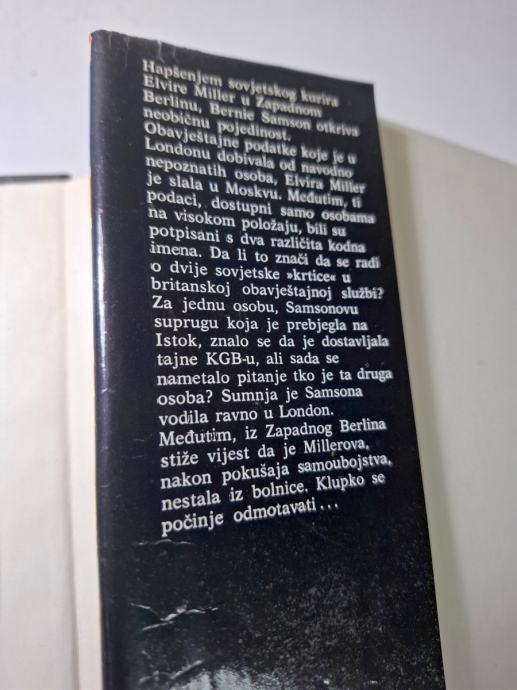 Hapšenjem sovjetskog kurira
Elvire Miller u Zapadnom
Berlinu, Bernie Samson otkriva
neobičnu pojedinost.
Obavještajne podatke koje je u
Londonu dobivala od navodno
nepoznatih osoba, Elvira Miller
je slala u Moskvu. Međutim, ti
podaci, dostupni samo osobama
na visokom položaju, bili su
potpisani s dva različita kodna
imena. Da li to znači da se radi
o dvije sovjetske »krtice« u
britanskoj obavještajnoj službi?
Za jednu osobu, Samsonovu
suprugu koja je prebjegla na
Istok, znalo se da je dostavljala
tajne KGB-u, ali sada se
nametalo pitanje tko je ta druga
osoba? Sumnja je Samsona
vodila ravno u London.
Međutim, iz Zapadnog Berlina
stiže vijest da je Millerova,
nakon pokušaja samoubojstva,
nestala iz bolnice. Klupko se
počinje odmotavati...